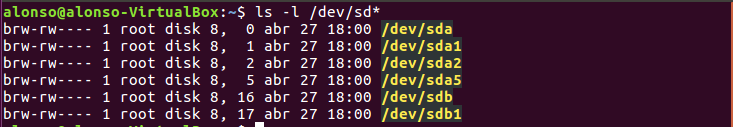 alonso@alonso-VirtualBox:~$ ls -l /dev/sd*
brw-rw---- 1 root disk 8,  0 abr 27 18:00 /dev/sda
brw-rw---- 1 root disk 8,  1 abr 27 18:00 /dev/sda1
brw-rw---- 1 root disk 8,  2 abr 27 18:00 /dev/sda2
brw-rw---- 1 root disk 8,  5 abr 27 18:00 /dev/sda5
brw-rw---- 1 root disk 8, 16 abr 27 18:00 /dev/sdb
brw-rw---- 1 root disk 8, 17 abr 27 18:00 /dev/sdb1